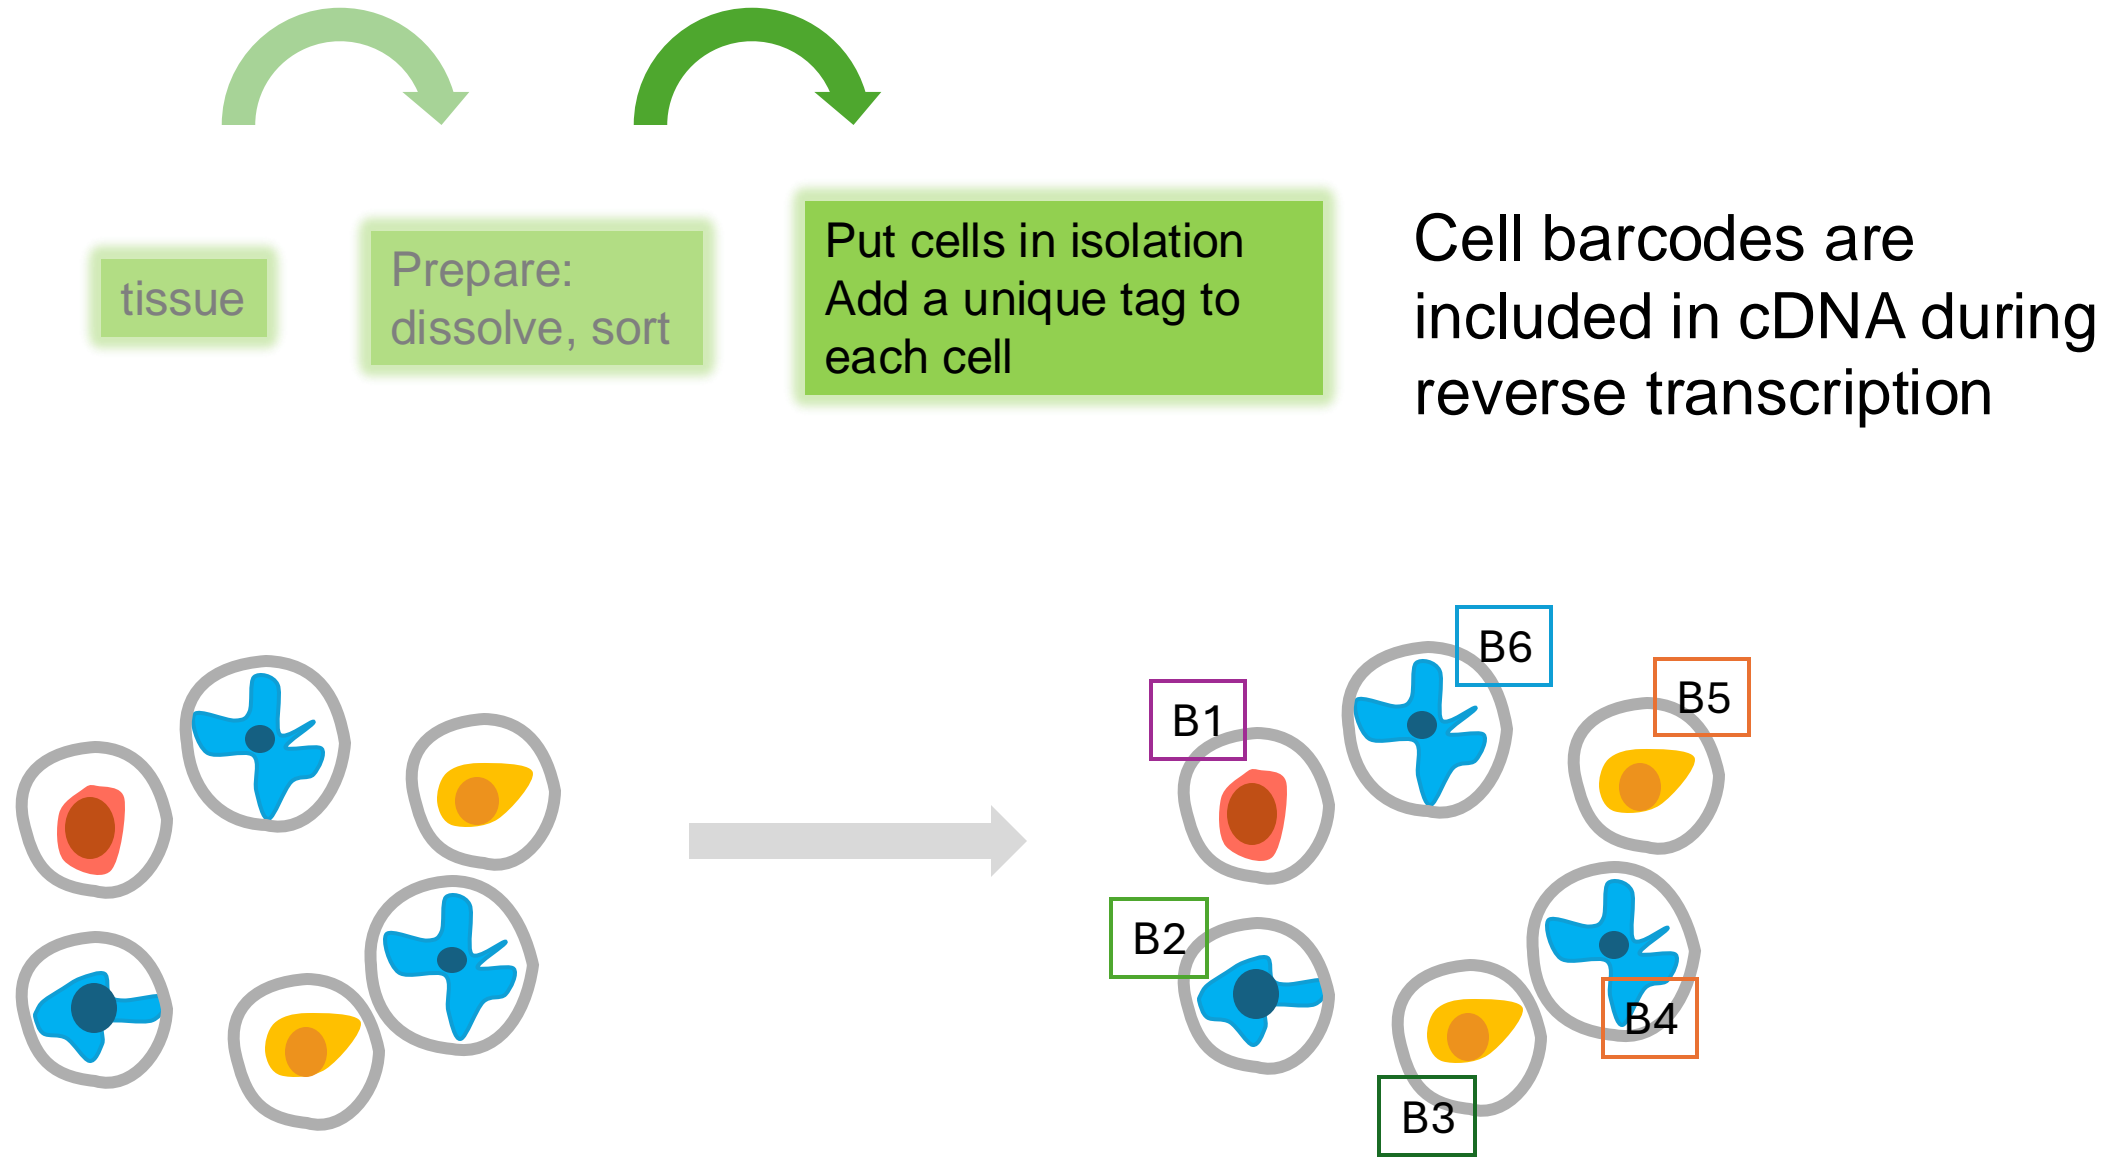 tissue
Prepare:
dissolve, sort
Put cells in isolation
Add a unique tag to
each cell
Cell barcodes are
included in cDNA during
reverse transcription
B1
B6
B5
B2
B4
B3